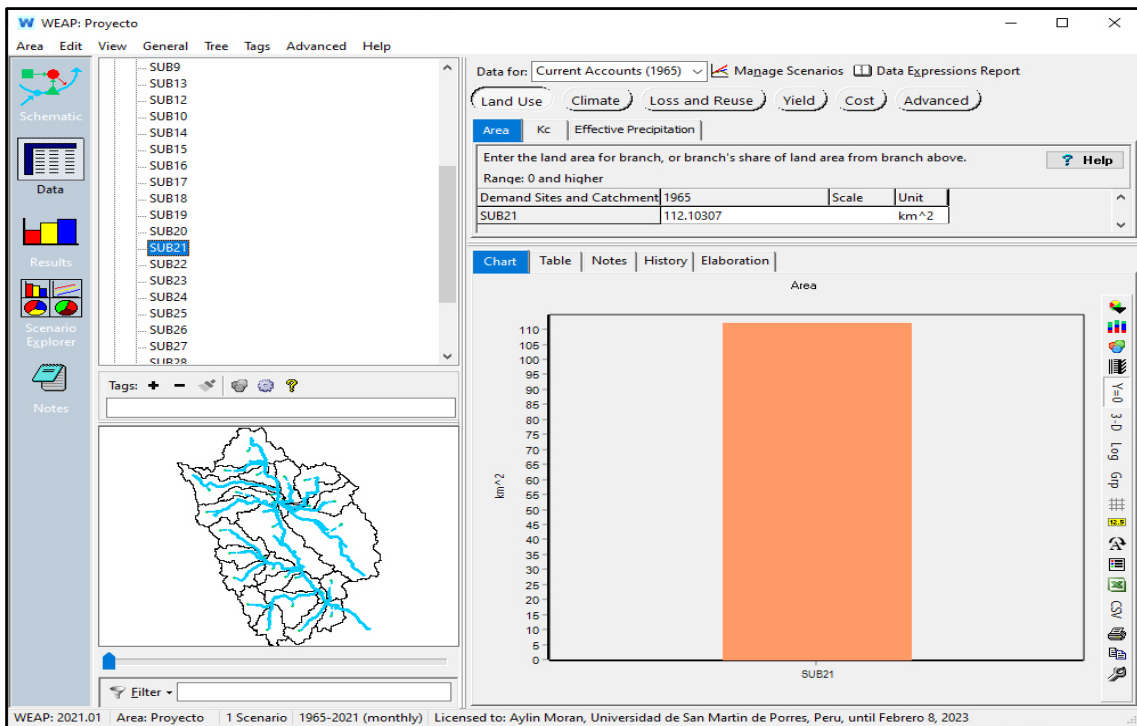 WEAP: Proyecto
Area Edit View General Tree Tags Advanced Help
Schematic
Data
Results
Scenario
Explorer
Notes
SUB9
SUB13
SUB12
SUB10
SUB14
SUB15
SUB16
SUB17
SUB18
SUB19
SUB20
SUB21
SUB22
SUB23
SUB24
SUB25
SUB26
SUB27
SUB28
Tags:
Filter
Data for: Current Accounts (1965) Manage Scenarios Data Expressions Report
Land Use Climate Loss and Reuse Yield Cost Advanced
Area Kc Effective Precipitation
Enter the land area for branch, or branch's share of land area from branch above. ? Help
Range: 0 and higher
Demand Sites and Catchment 1965 Scale Unit
SUB21 112.10307 km^2
Chart Table Notes History Elaboration
Area
110
105
100
95
90
85
80
75
70
65
60
55
50
45
40
35
30
25
20
15
10
5
0
km^2
SUB21
Y=0
3-D
Log
Grp
12.5
CSV
WEAP: 2021.01 Area: Proyecto 1 Scenario 1965-2021 (monthly) Licensed to: Aylin Moran, Universidad de San Martin de Porres, Peru, until Febrero 8, 2023